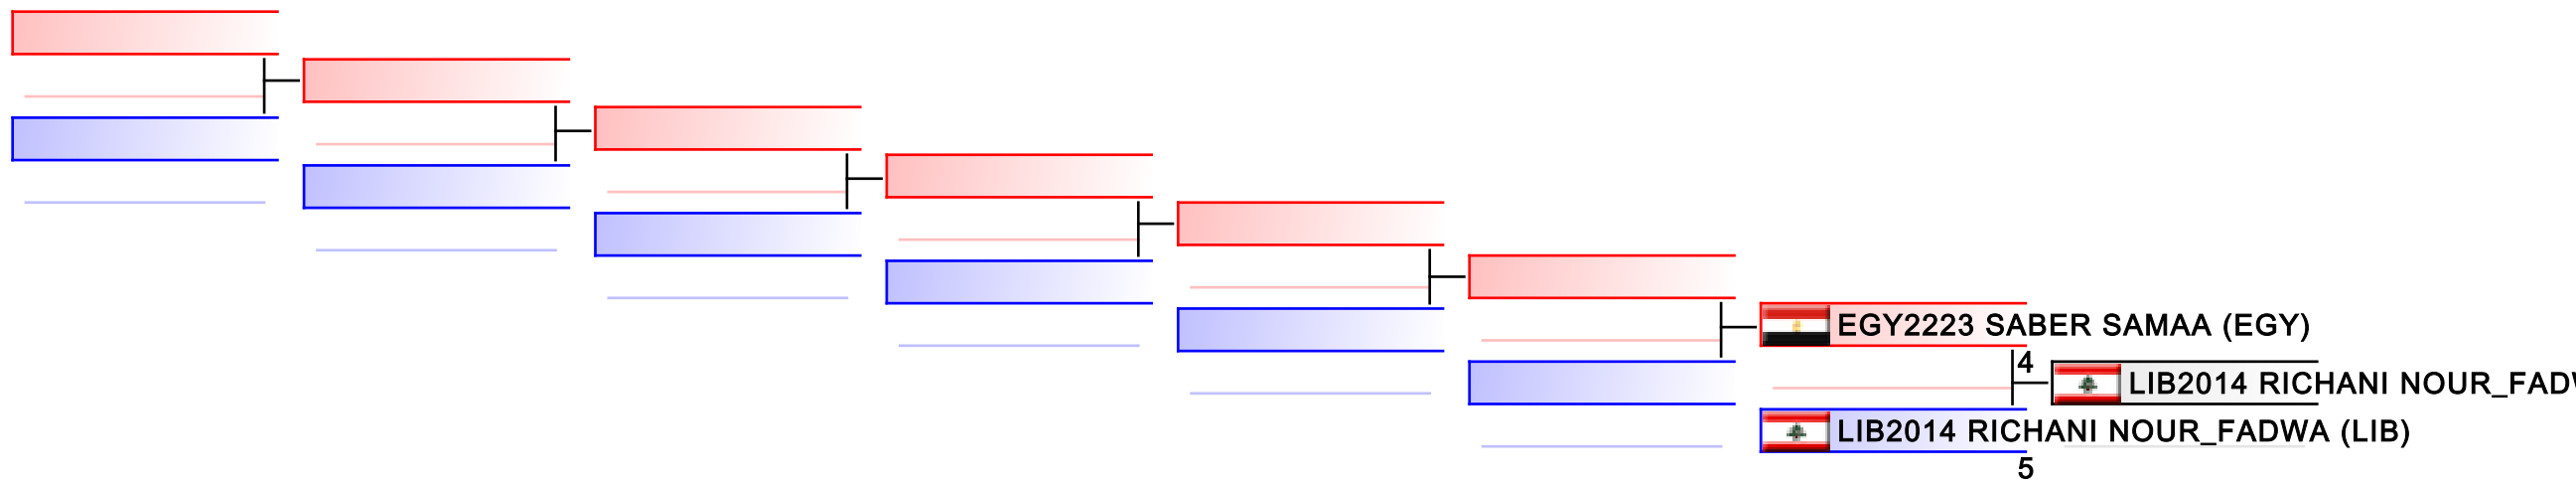 EGY2223 SABER SAMAA (EGY)
4
LIB2014 RICHANI NOUR_FADW
LIB2014 RICHANI NOUR_FADWA (LIB)
5